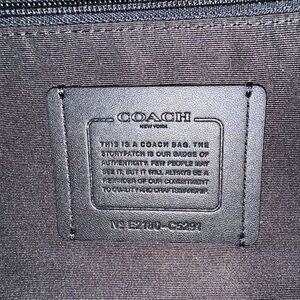 COACH
NEW YORK
THIS IS A COACH BAG. THE
STORYPATCH IS OUR BADGE OF
AUTHENTICITY. FEW PEOPLE MAY
SEE IT, BUT IT WILL ALWAYS BE A
REMINDER OF OUR COMMITMENT
TO QUALITY AND CRAFTSMANSHIP.
Nº E2180-C5291